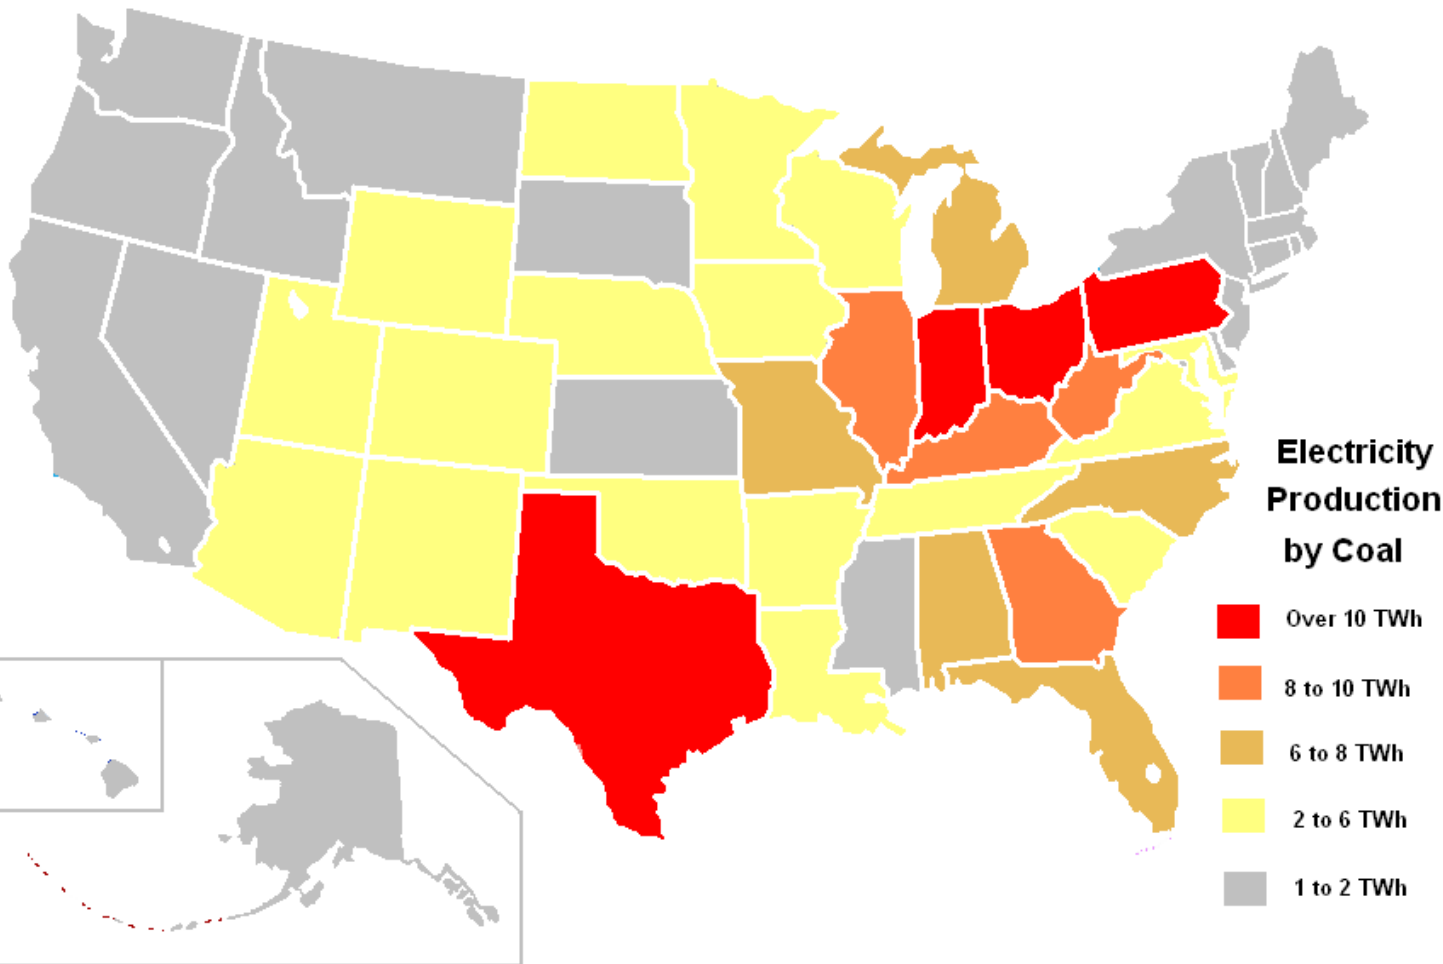 Electricity
Production
by Coal
Over 10 TWh
8 to 10 TWh
6 to 8 TWh
2 to 6 TWh
1 to 2 TWh